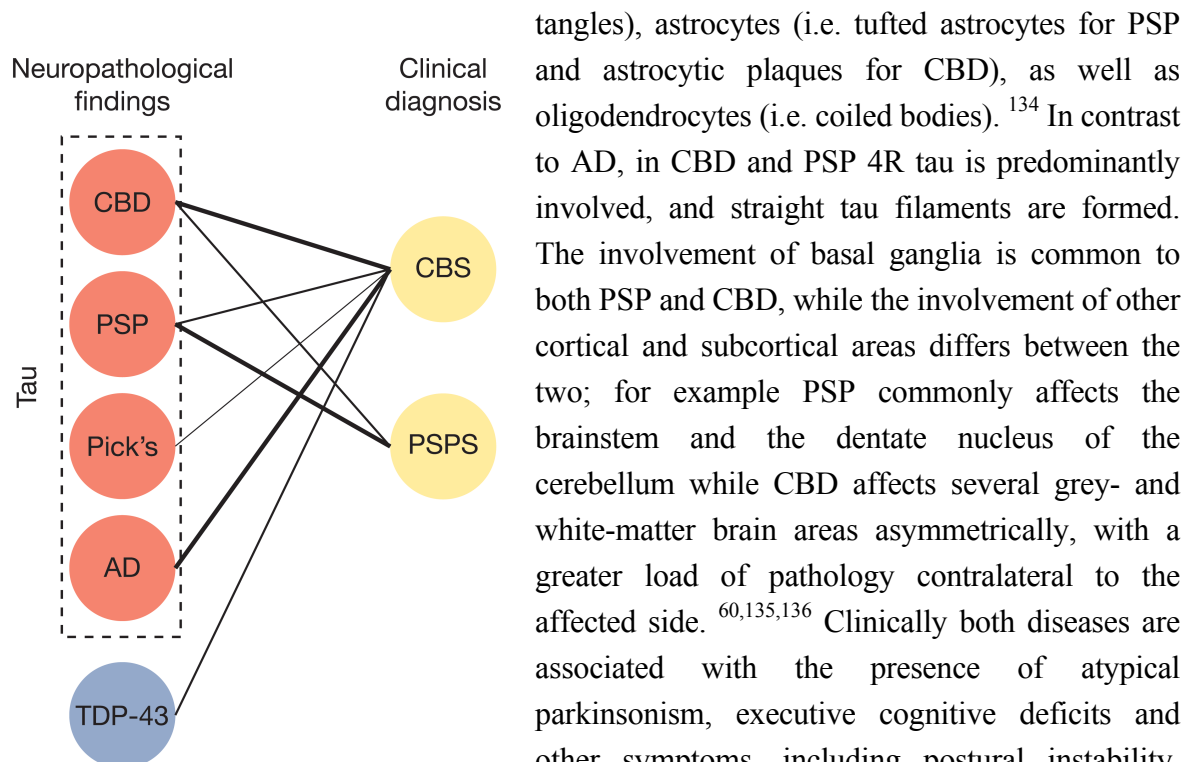 Neuropathological
findings
Clinical
diagnosis
CBD
PSP
Pick's
AD
TDP-43
Tau
CBS
PSPS
tangles), astrocytes (i.e. tufted astrocytes for PSP
and astrocytic plaques for CBD), as well as
oligodendrocytes (i.e. coiled bodies). 134 In contrast
to AD, in CBD and PSP 4R tau is predominantly
involved, and straight tau filaments are formed.
The involvement of basal ganglia is common to
both PSP and CBD, while the involvement of other
cortical and subcortical areas differs between the
two; for example PSP commonly affects the
brainstem and the dentate nucleus of the
cerebellum while CBD affects several grey- and
white-matter brain areas asymmetrically, with a
greater load of pathology contralateral to the
affected side. 60,135,136 Clinically both diseases are
associated with the presence of atypical
parkinsonism, executive cognitive deficits and
other symptoms, including postural instability,